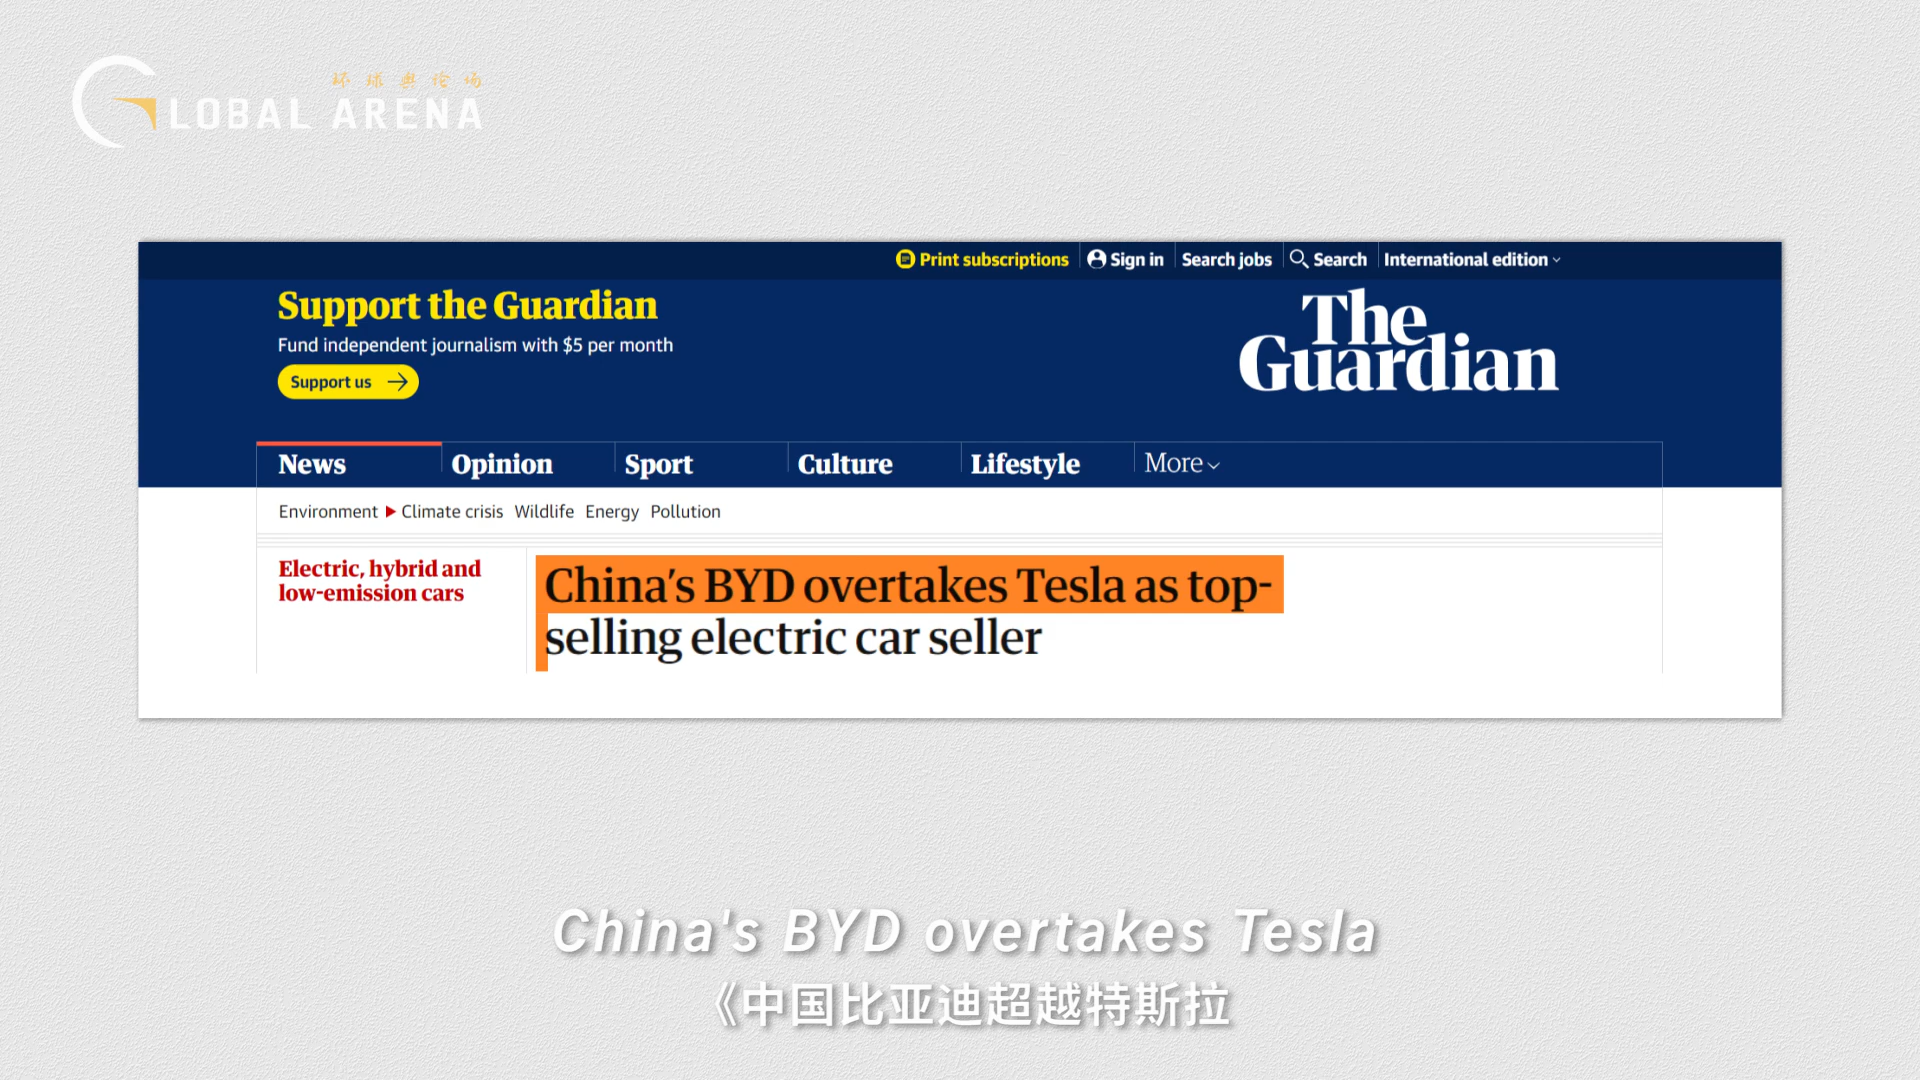 环球舆论场
GLOBAL ARENA
Print subscriptions
Sign in
Search jobs
Search
International edition
Support the Guardian
Fund independent journalism with $5 per month
Support us
The
Guardian
News
Opinion
Sport
Culture
Lifestyle
More
Environment
Climate crisis
Wildlife
Energy
Pollution
Electric, hybrid and
low-emission cars
China’s BYD overtakes Tesla as top-
selling electric car seller
China's BYD overtakes Tesla
《中国比亚迪超越特斯拉